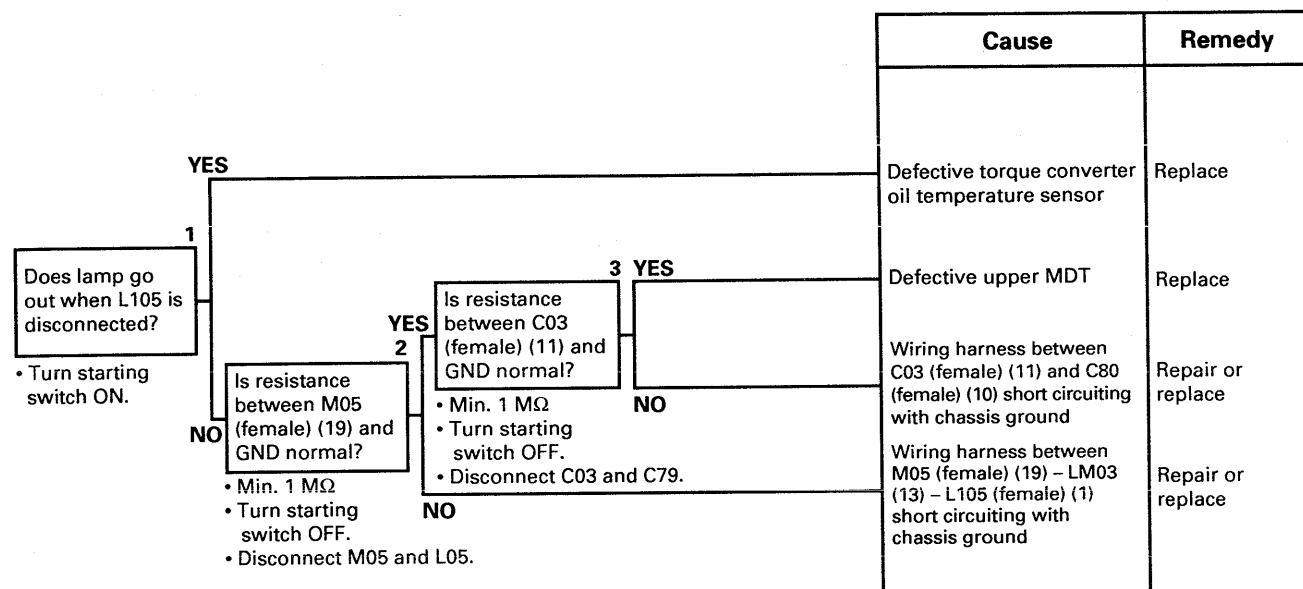 Cause
Remedy
YES
Defective torque converter
oil temperature sensor
Replace
1
Does lamp go
out when L105 is
disconnected?
• Turn starting
switch ON.
NO
YES
2
Is resistance
between M05
(female) (19) and
GND normal?
• Min. 1 MΩ
• Turn starting
switch OFF.
• Disconnect M05 and L05.
3 YES
Is resistance
between C03
(female) (11) and
GND normal?
• Min. 1 MΩ
• Turn starting
switch OFF.
• Disconnect C03 and C79.
NO
NO
Defective upper MDT
Replace
Wiring harness between
C03 (female) (11) and C80
(female) (10) short circuiting
with chassis ground
Repair or
replace
Wiring harness between
M05 (female) (19) – LM03
(13) – L105 (female) (1)
short circuiting with
chassis ground
Repair or
replace